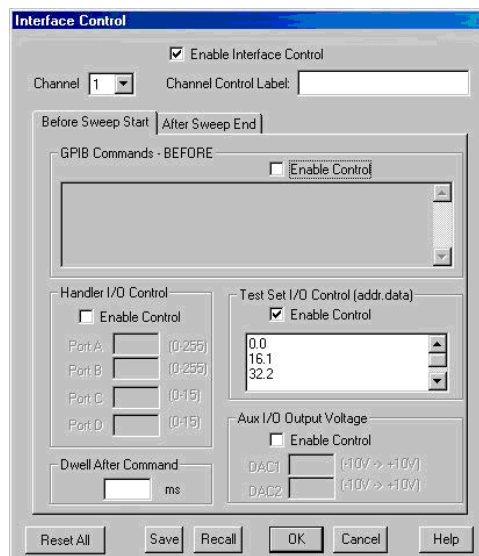 Interface Control
Enable Interface Control
Channel 1 Channel Control Label:
Before Sweep Start After Sweep End
GPIB Commands - BEFORE
Enable Control
Handler I/O Control
Enable Control
Port A (0-255)
Port B (0-255)
Port C (0-15)
Port D (0-15)
Test Set I/O Control (addr.data)
Enable Control
0.0
16.1
32.2
Aux I/O Output Voltage
Enable Control
DAC1 (-10V -> +10V)
DAC2 (-10V -> +10V)
Dwell After Command
ms
Reset All Save Recall OK Cancel Help